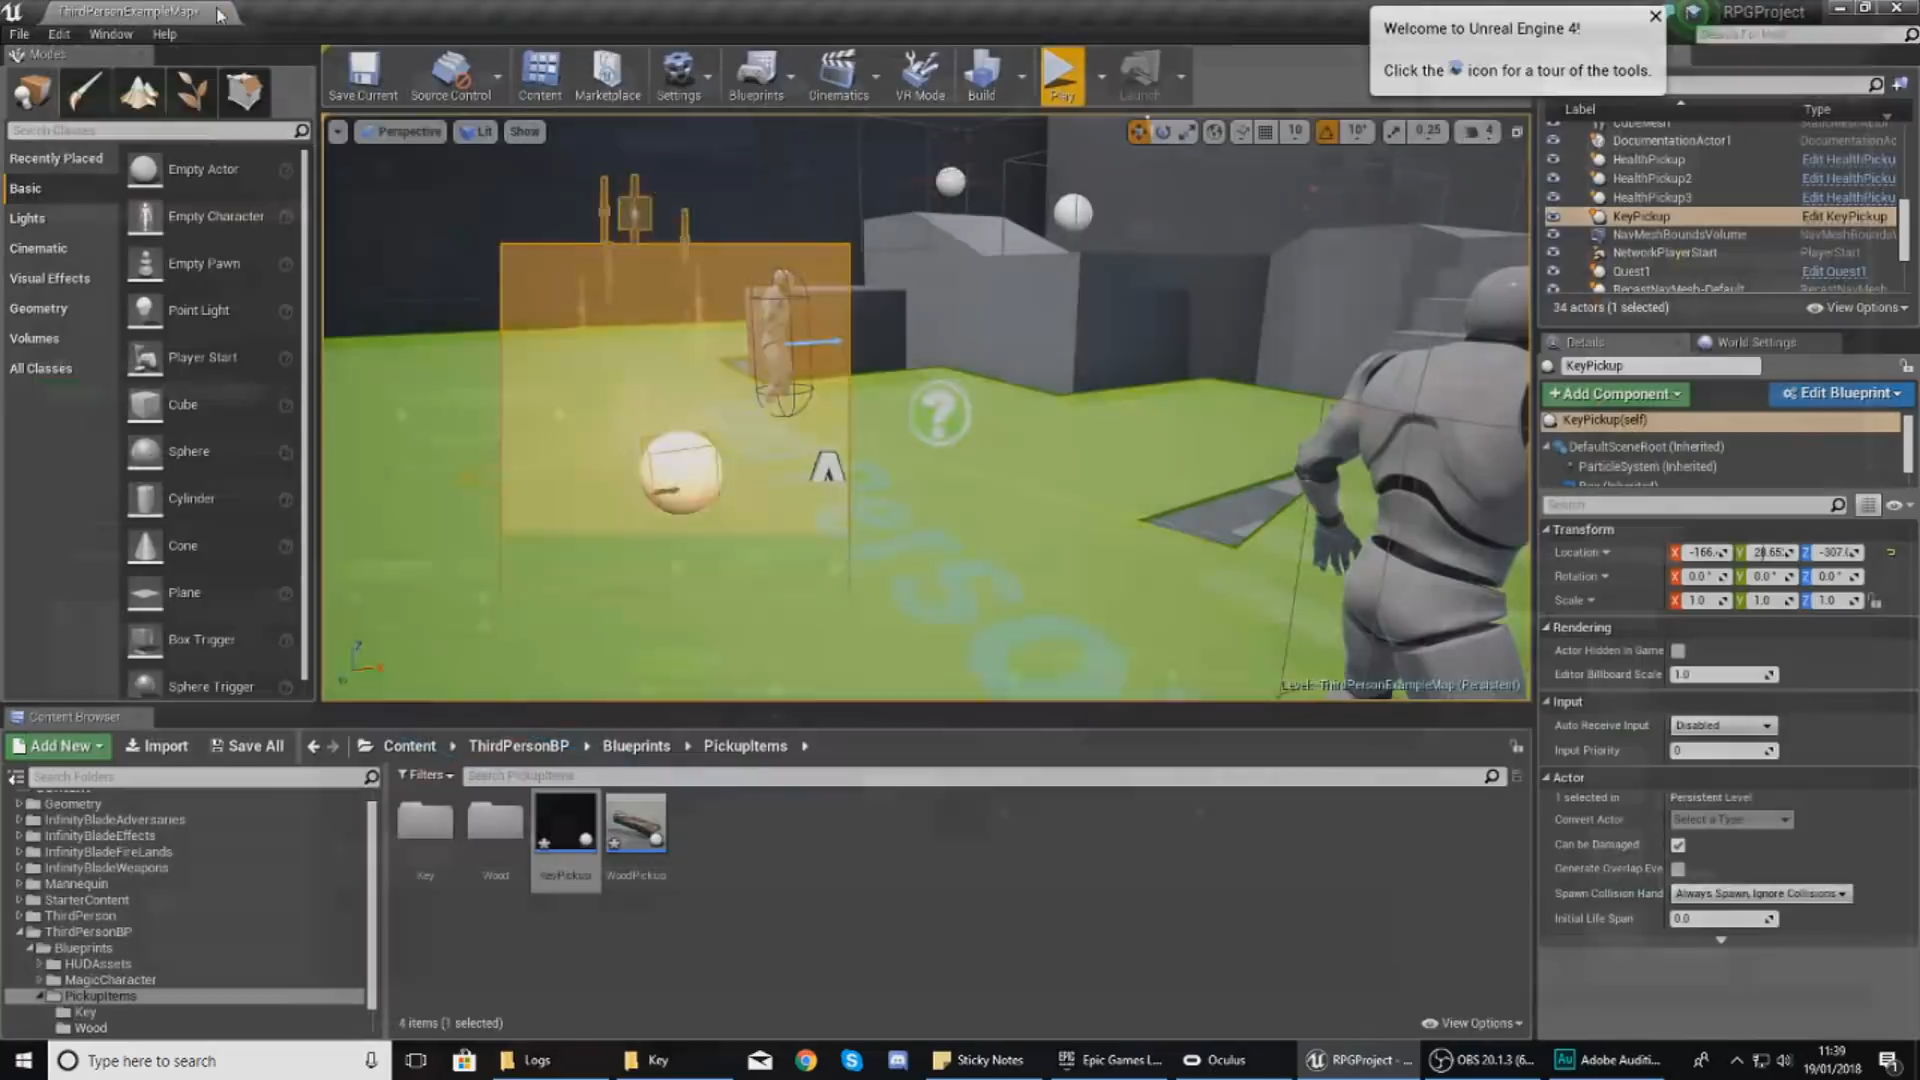 ThirdPersonExampleMap*
RPGProject
File Edit Window Help
Welcome to Unreal Engine 4!
Click the icon for a tour of the tools.
Modes
Save Current
Source Control
Content
Marketplace
Settings
Blueprints
Cinematics
VR Mode
Build
Play
Launch
Search Classes
Recently Placed
Basic
Lights
Cinematic
Visual Effects
Geometry
Volumes
All Classes
Empty Actor
Empty Character
Empty Pawn
Point Light
Player Start
Cube
Sphere
Cylinder
Cone
Plane
Box Trigger
Sphere Trigger
Perspective
Lit
Show
10
10°
0.25
4
Level: ThirdPersonExampleMap (Persistent)
Label
Type
CubeMesh
DocumentationActor1 DocumentationAc
HealthPickup Edit HealthPicku
HealthPickup2 Edit HealthPicku
HealthPickup3 Edit HealthPicku
KeyPickup Edit KeyPickup
NavMeshBoundsVolume NavMeshBoundsV
NetworkPlayerStart PlayerStart
Quest1 Edit Quest1
RecastNavMesh-Default RecastNavMesh
34 actors (1 selected)
View Options
Details
World Settings
KeyPickup
+Add Component
Edit Blueprint
KeyPickup(self)
DefaultSceneRoot (Inherited)
ParticleSystem (Inherited)
Search
Transform
Location X -166. Y 28.65 Z -307.
Rotation X 0.0° Y 0.0° Z 0.0°
Scale X 1.0 Y 1.0 Z 1.0
Rendering
Actor Hidden In Game
Editor Billboard Scale 1.0
Input
Auto Receive Input Disabled
Input Priority 0
Actor
1 selected in Persistent Level
Convert Actor Select a Type
Can be Damaged
Generate Overlap Eve
Spawn Collision Hand Always Spawn, Ignore Collisions
Initial Life Span 0.0
Content Browser
Add New
Import
Save All
Content
ThirdPersonBP
Blueprints
PickupItems
Search Folders
Filters
Search PickupItems
Geometry
InfinityBladeAdversaries
InfinityBladeEffects
InfinityBladeFireLands
InfinityBladeWeapons
Mannequin
StarterContent
ThirdPerson
ThirdPersonBP
Blueprints
HUDAssets
MagicCharacter
PickupItems
Key
Wood
Key
Wood
KeyPickup
WoodPickup
4 items (1 selected)
View Options
Type here to search
Logs
Key
Sticky Notes
Epic Games L...
Oculus
RPGProject - ...
OBS 20.1.3 (6...
Adobe Auditi...
11:39
19/01/2018